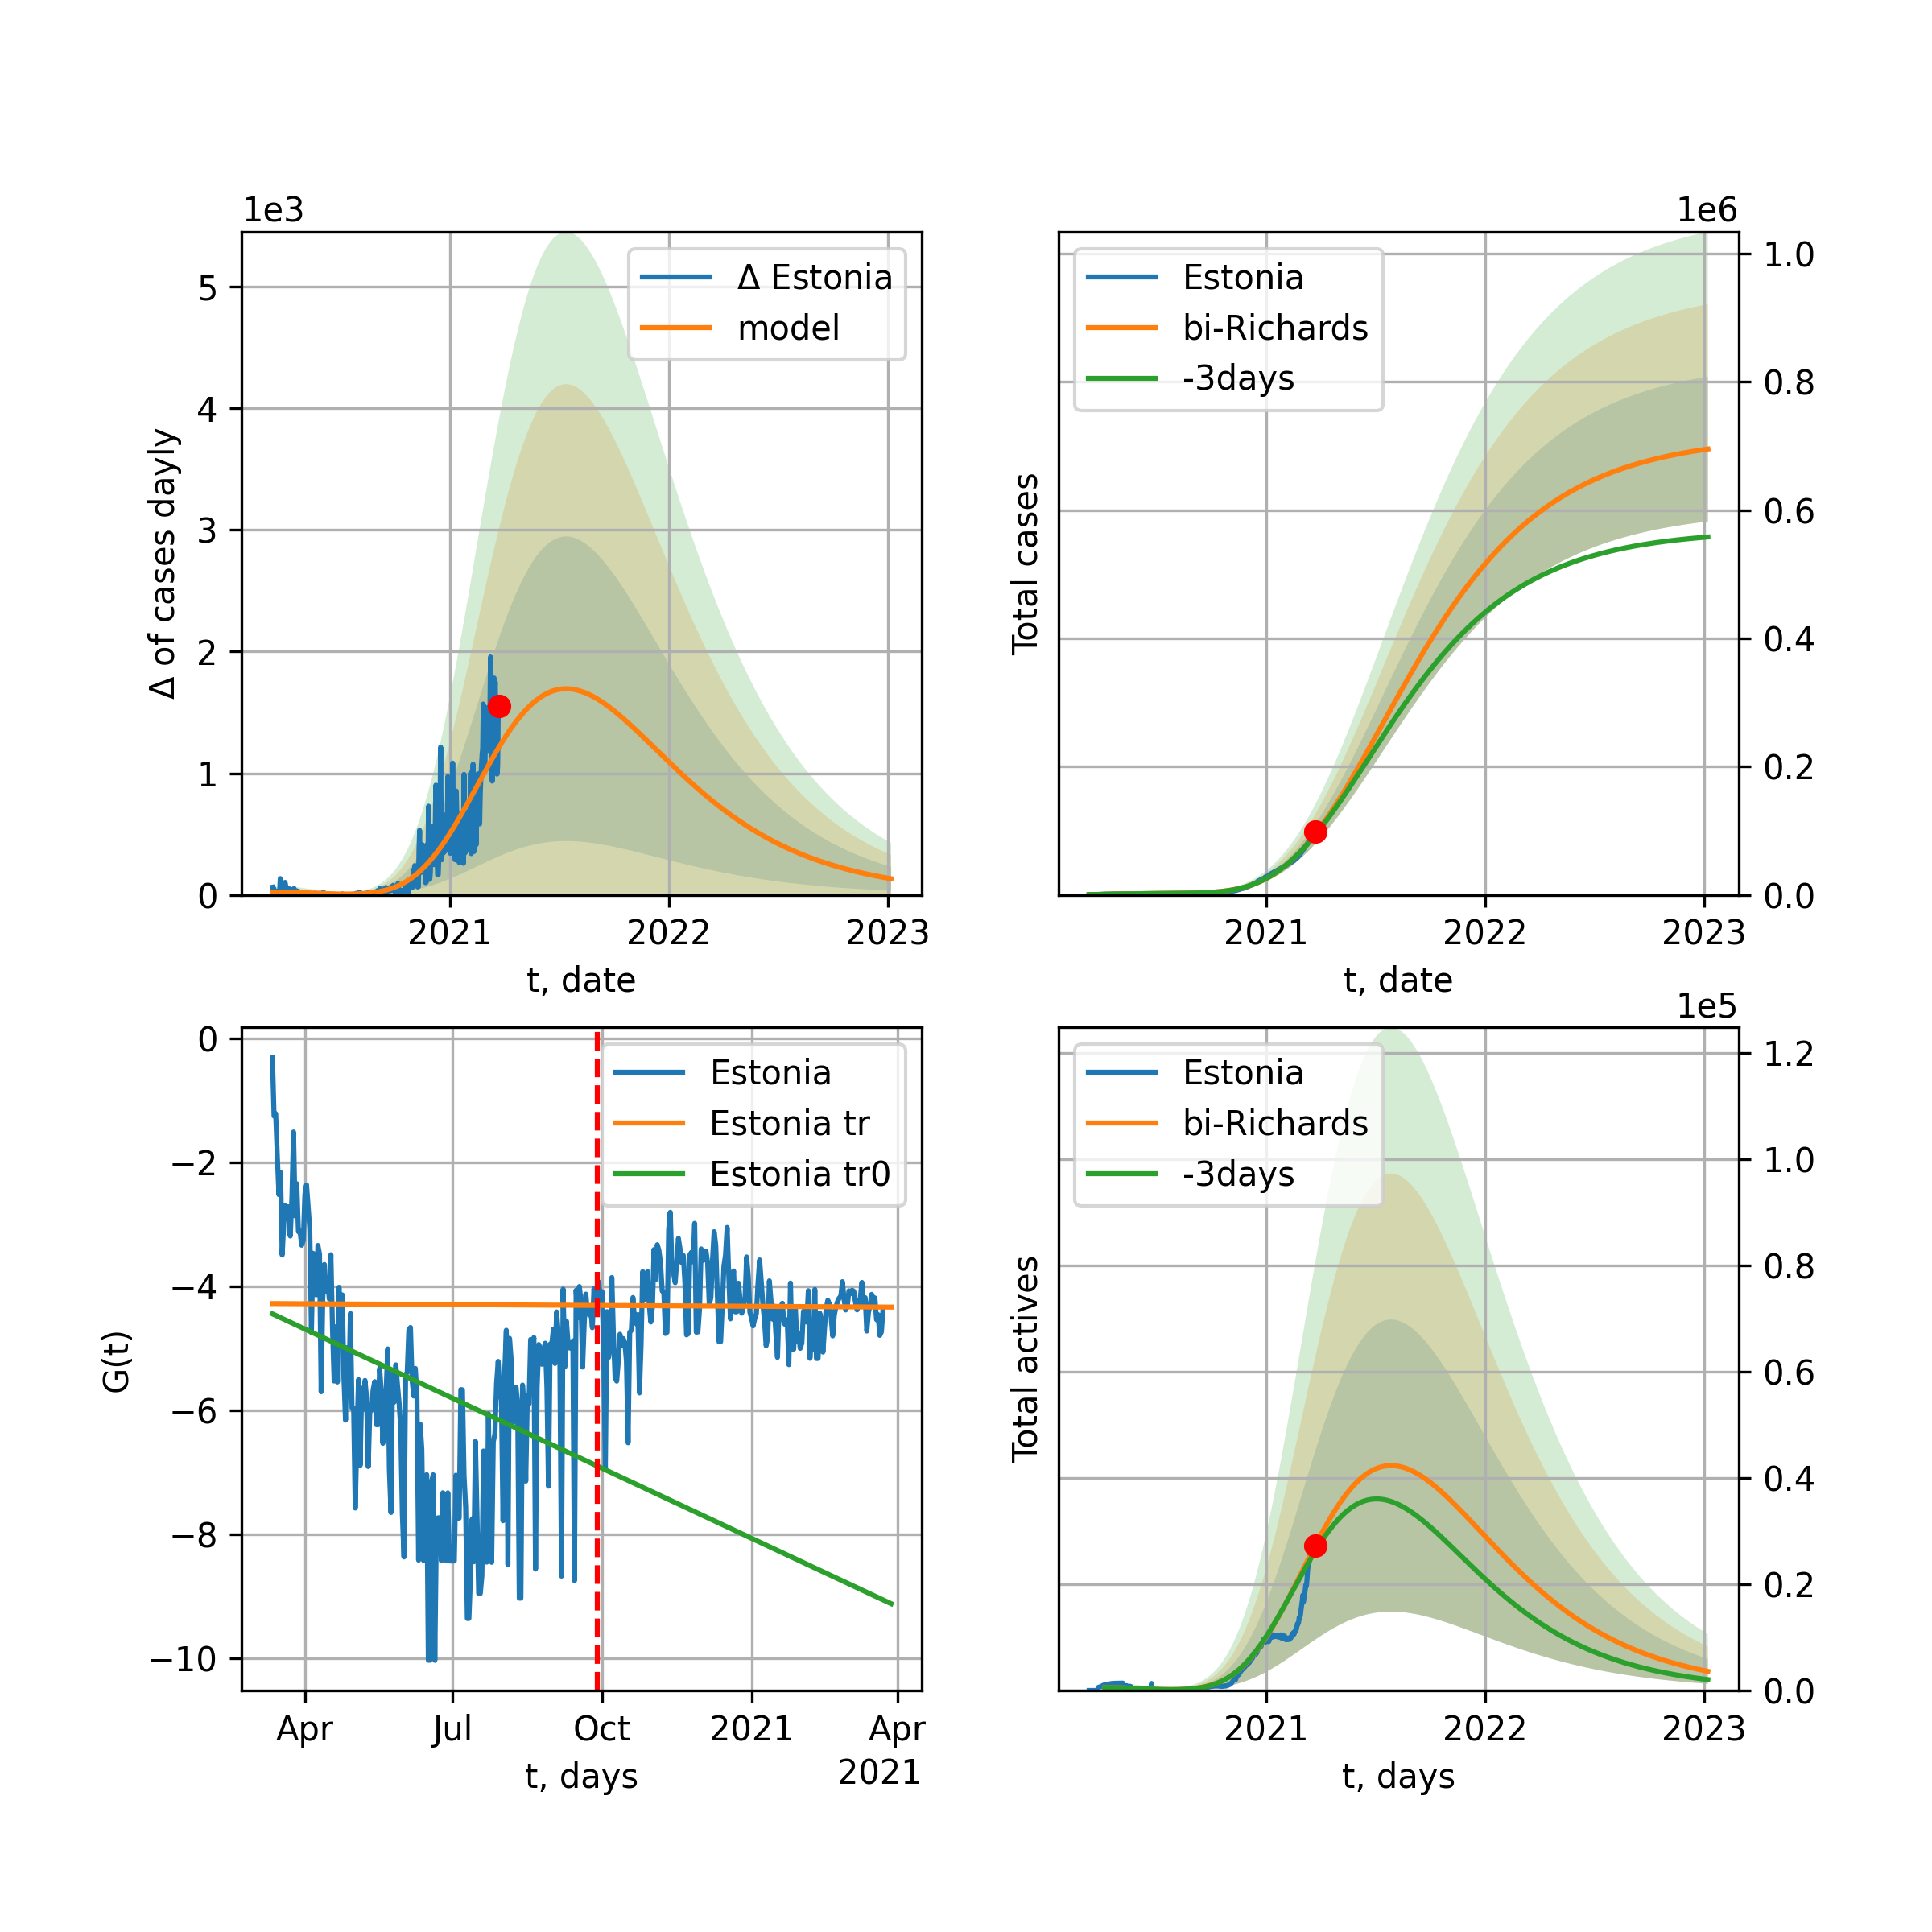 1e3
Δ of cases dayly
5
4
3
2
1
0
Δ Estonia
model
2021 2022 2023
t, date
1e6
Total cases
Estonia
bi-Richards
-3days
1.0
0.8
0.6
0.4
0.2
0.0
2021 2022 2023
t, date
G(t)
0
−2
−4
−6
−8
−10
Estonia
Estonia tr
Estonia tr0
Apr Jul Oct 2021 Apr
2021
t, days
1e5
Total actives
Estonia
bi-Richards
-3days
1.2
1.0
0.8
0.6
0.4
0.2
0.0
2021 2022 2023
t, days